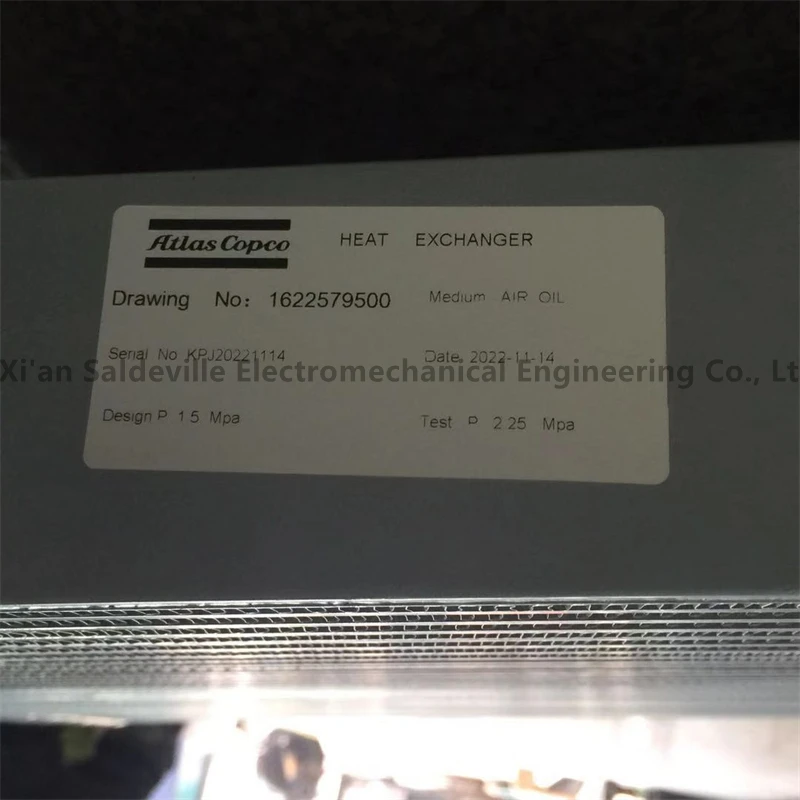 Atlas Copco HEAT EXCHANGER
Drawing No: 1622579500 Medium AIR OIL
Serial No KPJ20221114 Date 2022-11-14
Xi'an Saldeville Electromechanical Engineering Co., Lt
Design P 1.5 Mpa Test P 2.25 Mpa